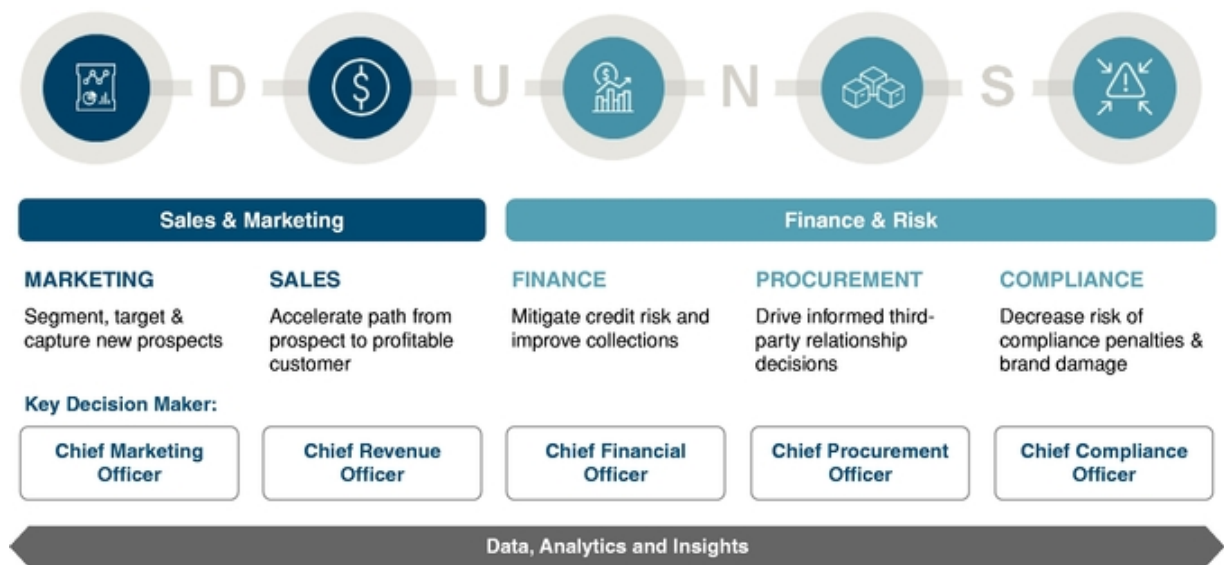 D U N S
Sales & Marketing
Finance & Risk
MARKETING
Segment, target &
capture new prospects
SALES
Accelerate path from
prospect to profitable
customer
FINANCE
Mitigate credit risk and
improve collections
PROCUREMENT
Drive informed third-
party relationship
decisions
COMPLIANCE
Decrease risk of
compliance penalties &
brand damage
Key Decision Maker:
Chief Marketing
Officer
Chief Revenue
Officer
Chief Financial
Officer
Chief Procurement
Officer
Chief Compliance
Officer
Data, Analytics and Insights